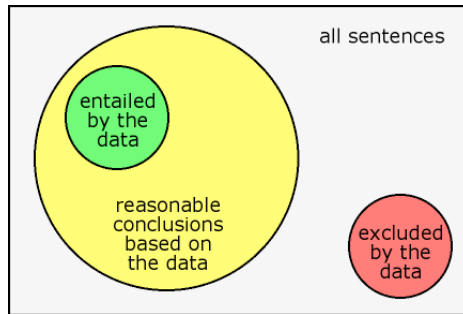 all sentences
entailed
by the
data
reasonable
conclusions
based on
the data
excluded
by the
data